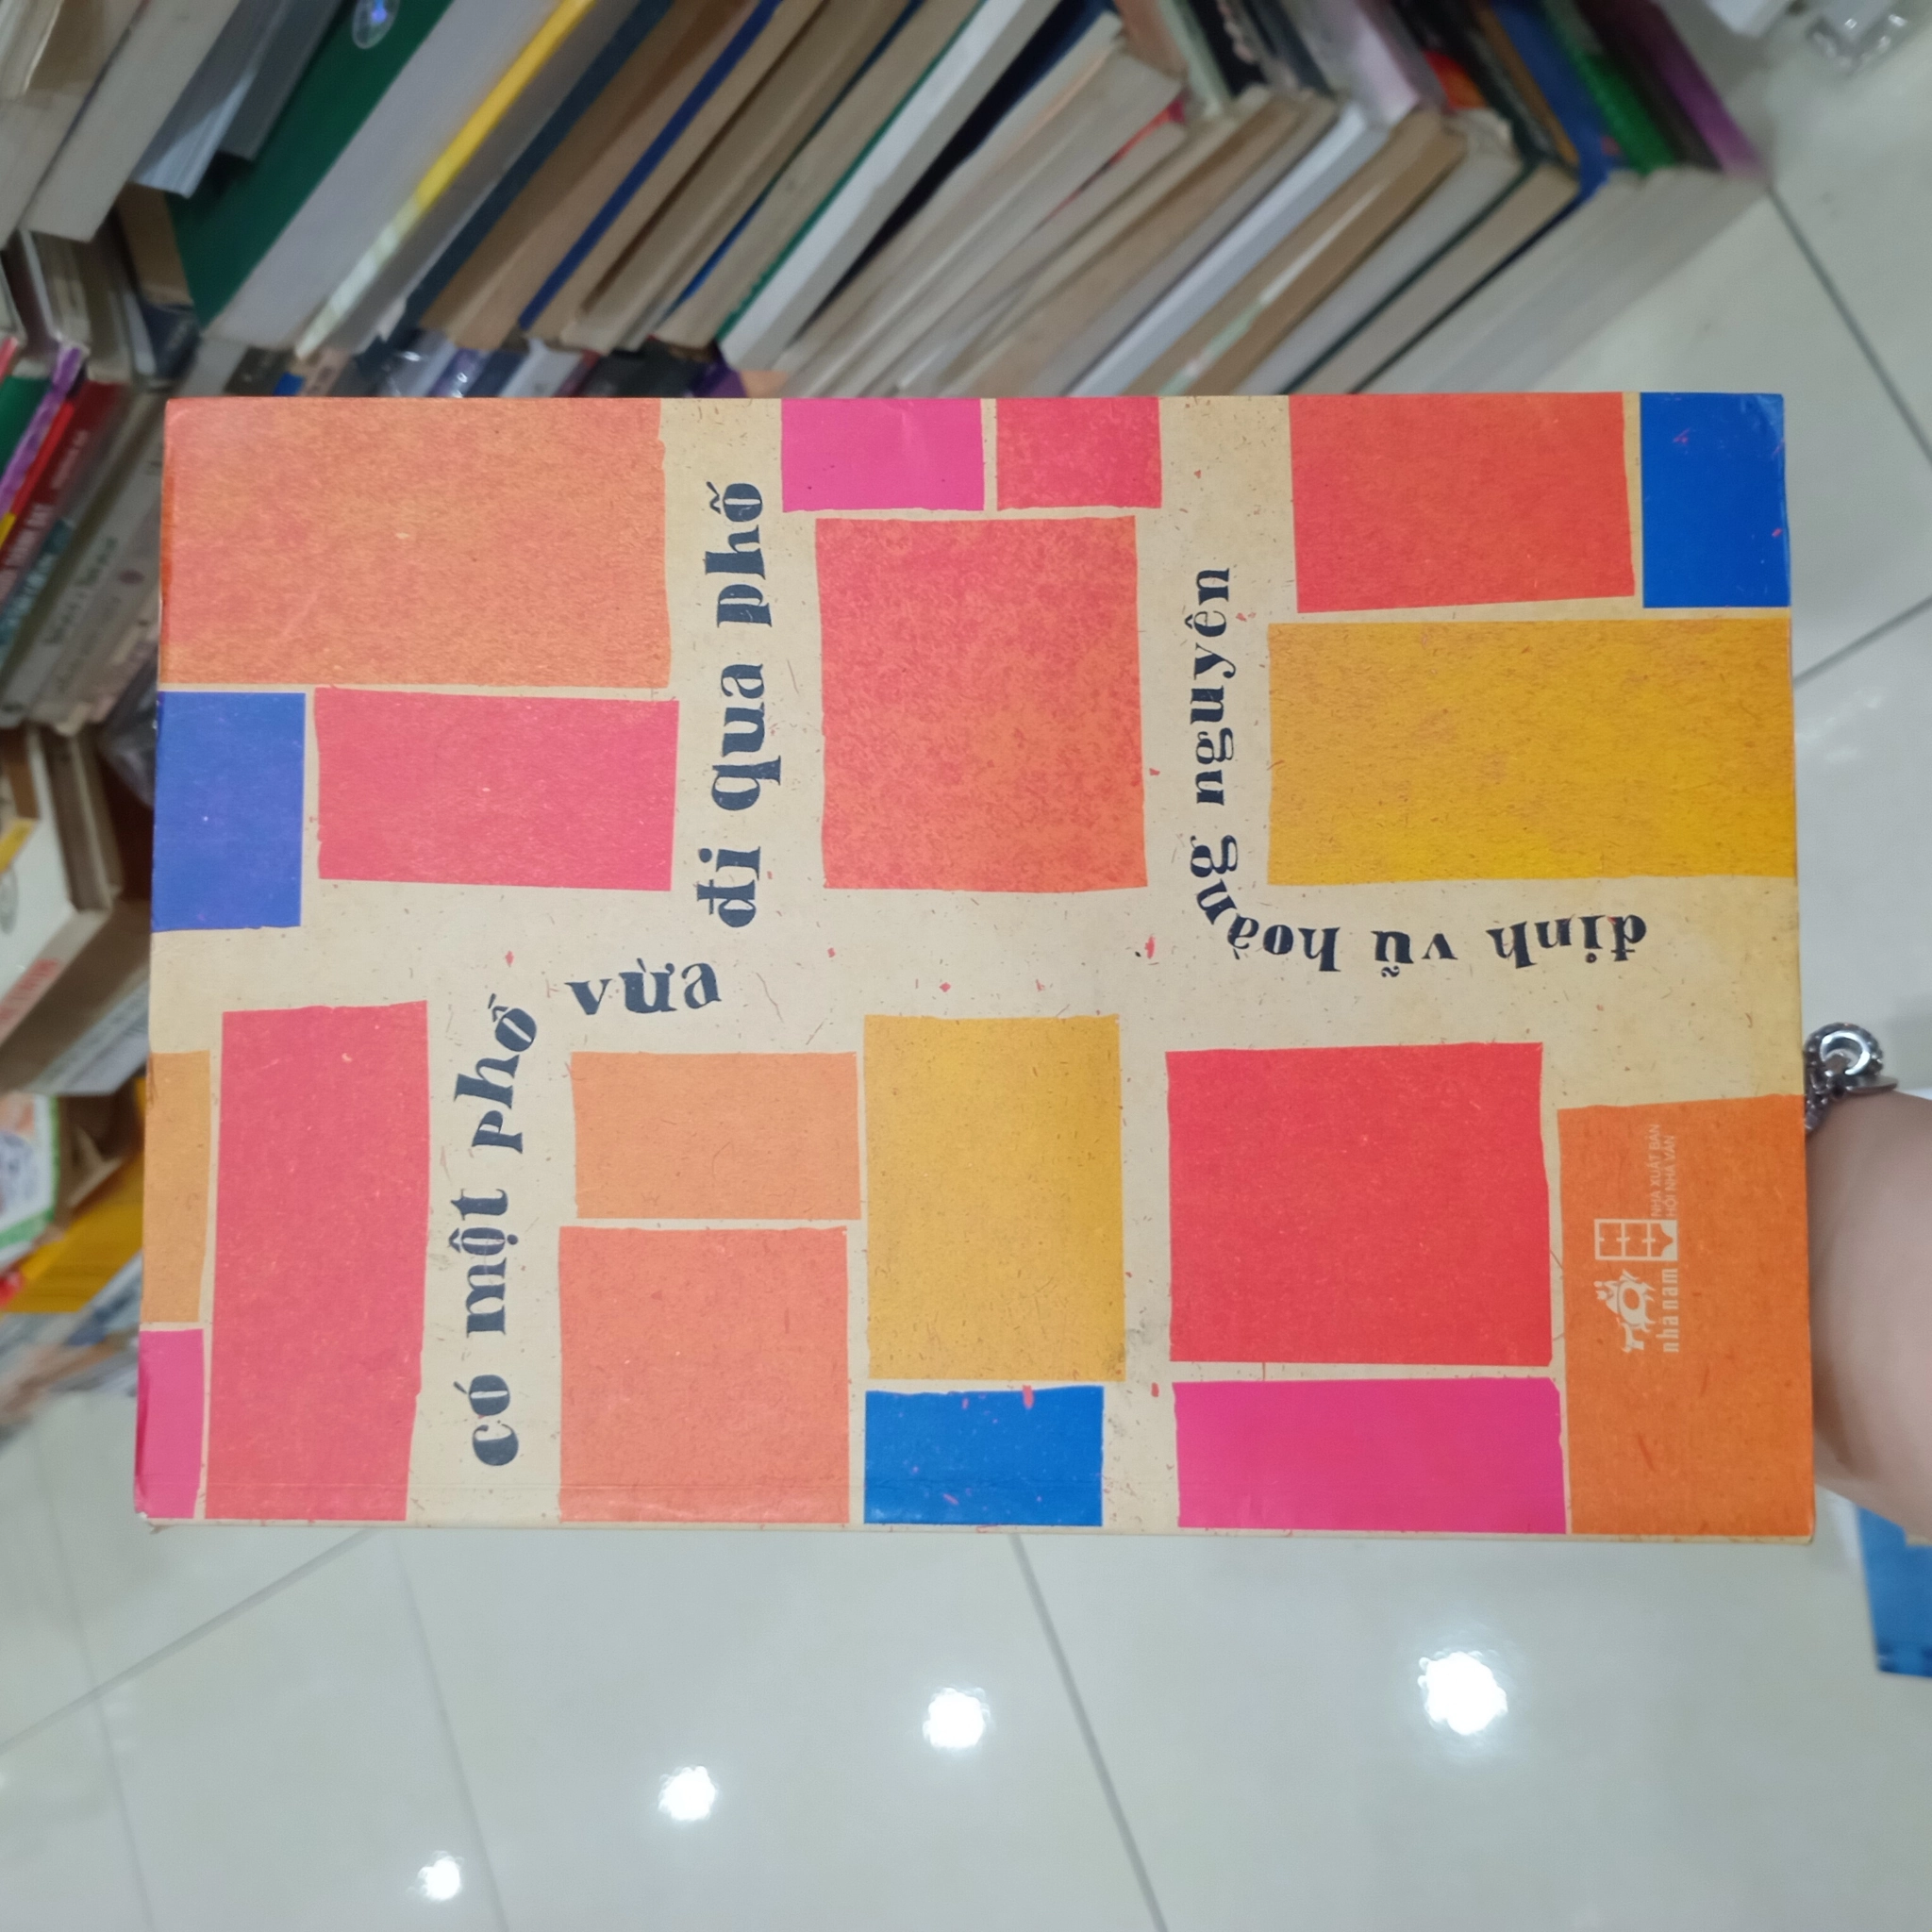 có một phố
vừa
đi qua phố
đinh vũ hoàng nguyên
nhã nam
NHÀ XUẤT BẢN
HỘI NHÀ VĂN